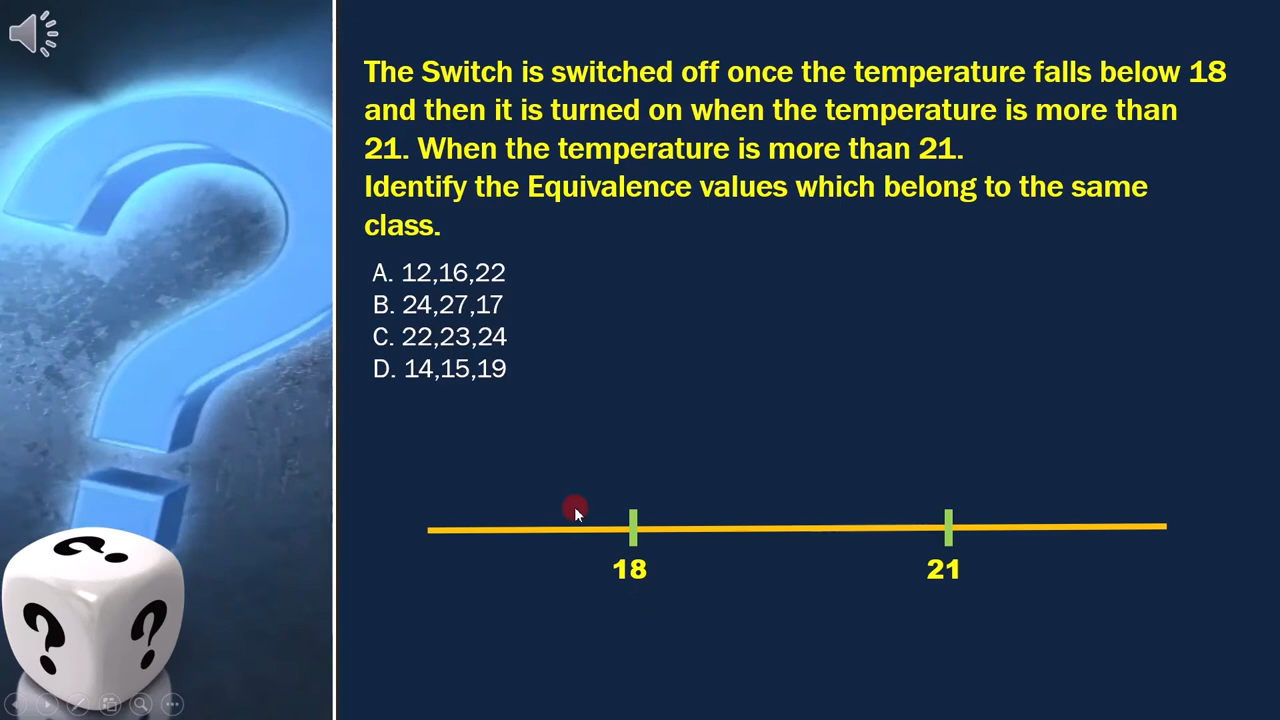 The Switch is switched off once the temperature falls below 18
and then it is turned on when the temperature is more than
21. When the temperature is more than 21.
Identify the Equivalence values which belong to the same
class.
A. 12,16,22
B. 24,27,17
C. 22,23,24
D. 14,15,19
18
21